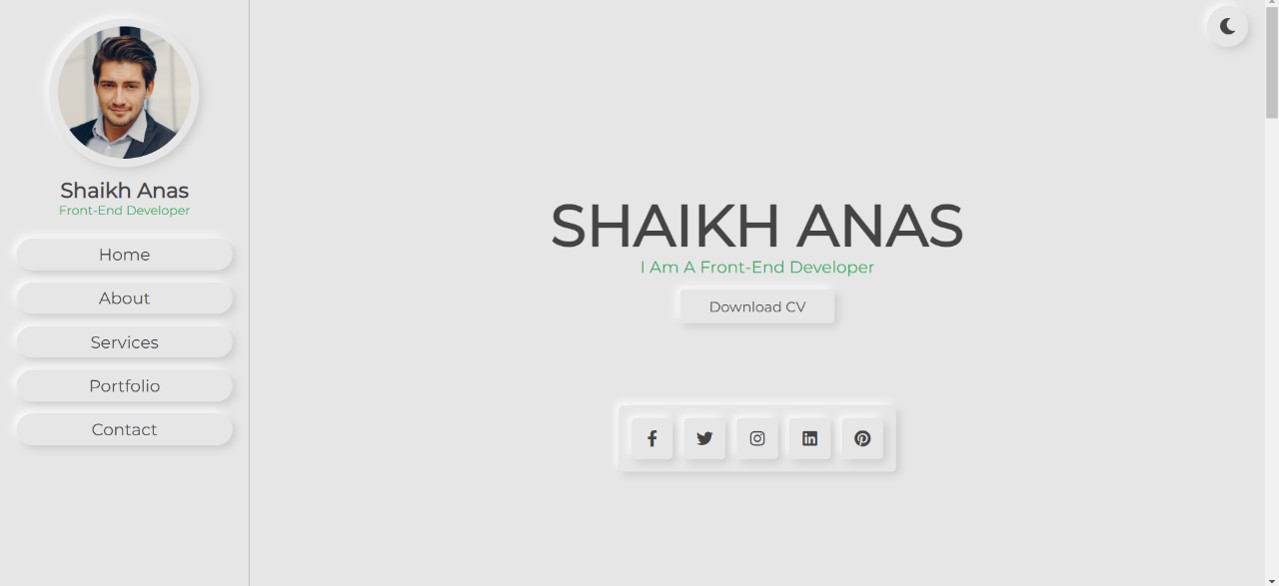 Shaikh Anas
Front-End Developer
Home
About
Services
Portfolio
Contact
SHAIKH ANAS
I Am A Front-End Developer
Download CV